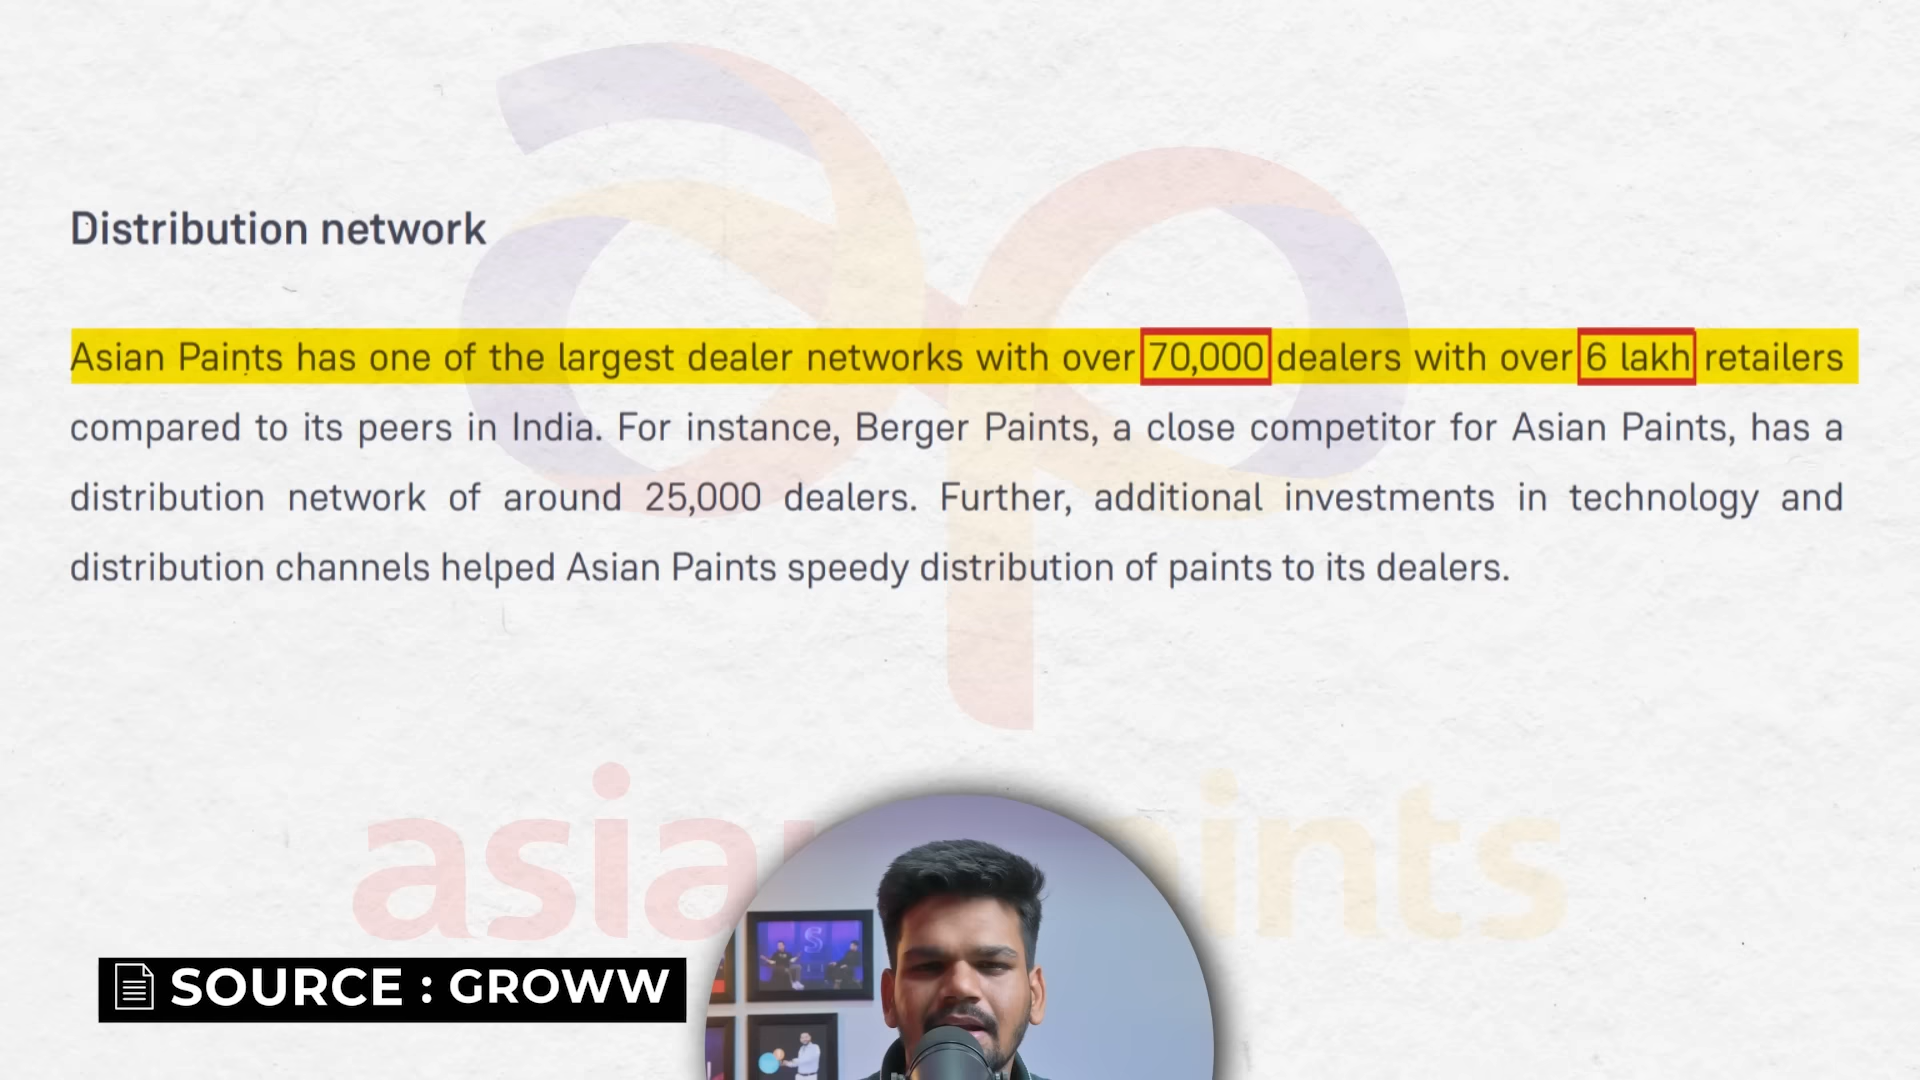 Distribution network
Asian Paints has one of the largest dealer networks with over 70,000 dealers with over 6 lakh retailers
compared to its peers in India. For instance, Berger Paints, a close competitor for Asian Paints, has a
distribution network of around 25,000 dealers. Further, additional investments in technology and
distribution channels helped Asian Paints speedy distribution of paints to its dealers.
ap
asian paints
SOURCE : GROWW